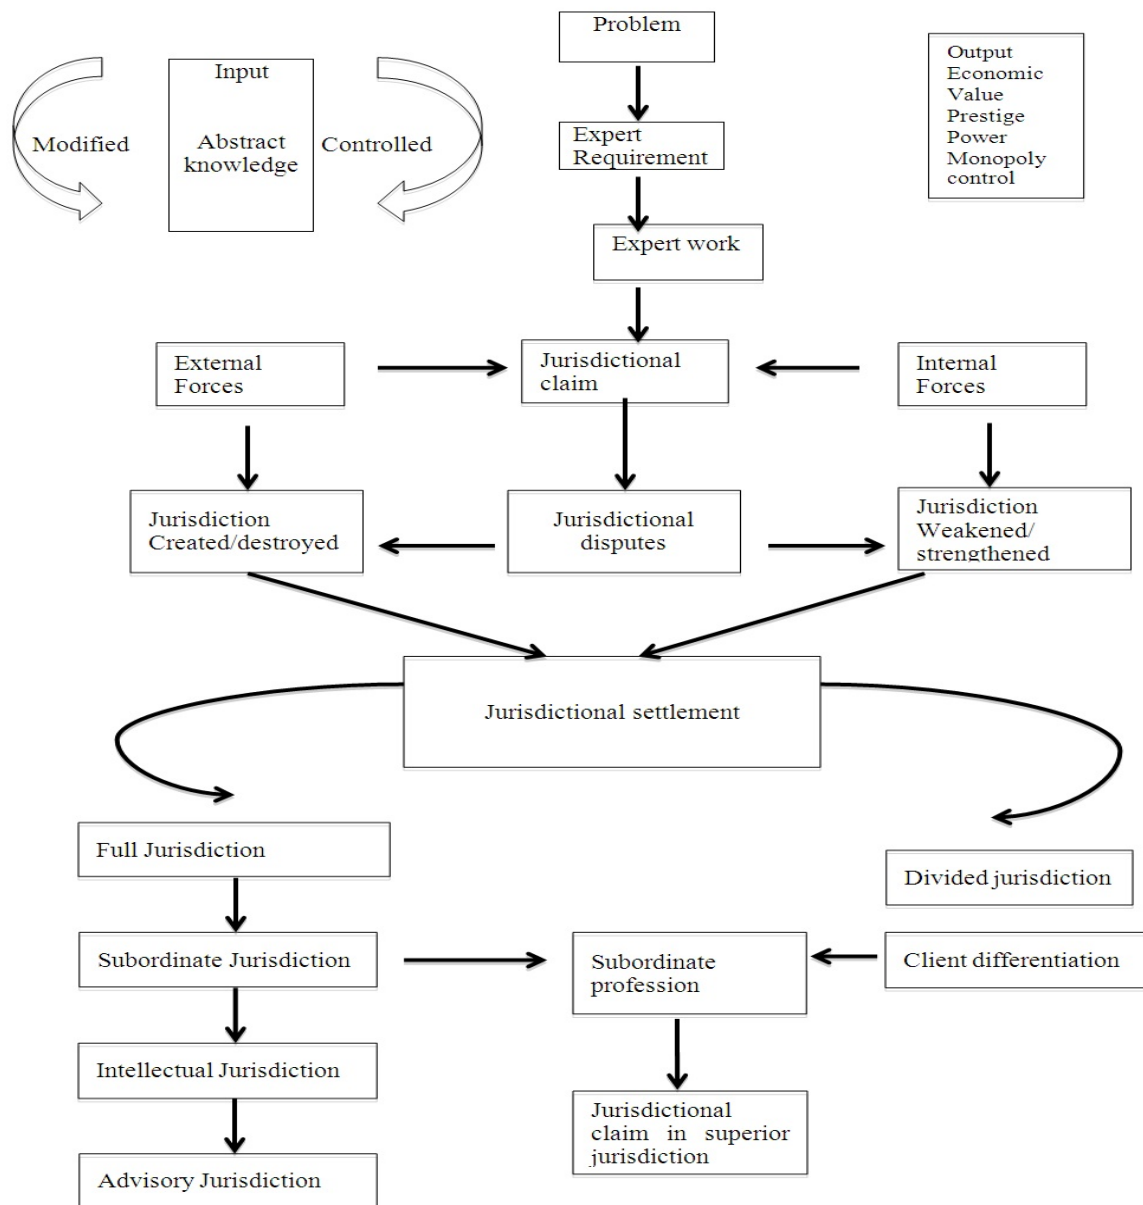 Problem
Input
Abstract
knowledge
Modified
Controlled
Expert
Requirement
Output
Economic
Value
Prestige
Power
Monopoly
control
Expert work
External
Forces
Jurisdictional
claim
Internal
Forces
Jurisdiction
Created/destroyed
Jurisdictional
disputes
Jurisdiction
Weakened/
strengthened
Jurisdictional settlement
Full Jurisdiction
Divided jurisdiction
Subordinate Jurisdiction
Subordinate
profession
Client differentiation
Intellectual Jurisdiction
Jurisdictional
claim in superior
jurisdiction
Advisory Jurisdiction